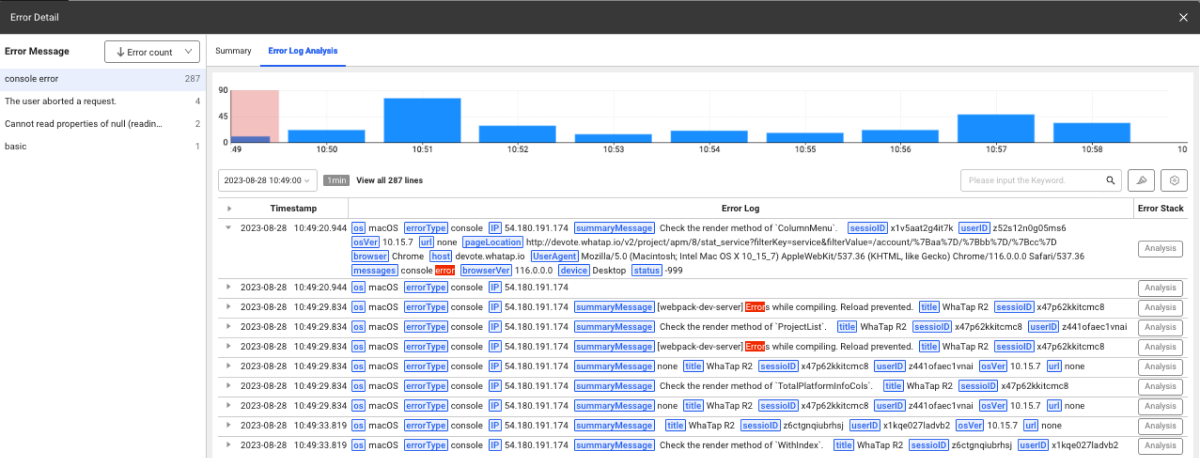 Error Detail
Error Message
Error count
console error 287
The user aborted a request. 4
Cannot read properties of null (readin... 2
basic 1
Summary Error Log Analysis
90
45
0
:49 10:50 10:51 10:52 10:53 10:54 10:55 10:56 10:57 10:58 10
2023-08-28 10:49:00 1min View all 287 lines Please input the Keyword.
Timestamp Error Log Error Stack
2023-08-28 10:49:20.944 os macOS errorType console IP 54.180.191.174 summaryMessage Check the render method of `ColumnMenu`. sessioID x1v5aat2g4it7k userID z52s12n0g05ms6
osVer 10.15.7 url none pageLocation http://devote.whatap.io/v2/project/apm/8/stat_service?filterKey=service&filterValue=/account/%7Baa%7D/%7Bbb%7D/%7Bcc%7D
browser Chrome host devote.whatap.io UserAgent Mozilla/5.0 (Macintosh; Intel Mac OS X 10_15_7) AppleWebKit/537.36 (KHTML, like Gecko) Chrome/116.0.0.0 Safari/537.36
messages console error browserVer 116.0.0.0 device Desktop status -999
Analysis
2023-08-28 10:49:20.944 os macOS errorType console IP 54.180.191.174 Analysis
2023-08-28 10:49:29.834 os macOS errorType console IP 54.180.191.174 summaryMessage [webpack-dev-server] Errors while compiling. Reload prevented. title WhaTap R2 sessioID x47p62kkitcmc8 Analysis
2023-08-28 10:49:29.834 os macOS errorType console IP 54.180.191.174 summaryMessage Check the render method of `ProjectList`. title WhaTap R2 sessioID x47p62kkitcmc8 userID z441ofaec1vnai Analysis
2023-08-28 10:49:29.834 os macOS errorType console IP 54.180.191.174 summaryMessage [webpack-dev-server] Errors while compiling. Reload prevented. title WhaTap R2 sessioID x47p62kkitcmc8 Analysis
2023-08-28 10:49:29.834 os macOS errorType console IP 54.180.191.174 summaryMessage none title WhaTap R2 sessioID x47p62kkitcmc8 userID z441ofaec1vnai osVer 10.15.7 url none Analysis
2023-08-28 10:49:29.834 os macOS errorType console IP 54.180.191.174 summaryMessage Check the render method of `TotalPlatformInfoCols`. title WhaTap R2 sessioID x47p62kkitcmc8 Analysis
2023-08-28 10:49:29.834 os macOS errorType console IP 54.180.191.174 summaryMessage none title WhaTap R2 sessioID x47p62kkitcmc8 userID z441ofaec1vnai osVer 10.15.7 url none Analysis
2023-08-28 10:49:33.819 os macOS errorType console IP 54.180.191.174 summaryMessage title WhaTap R2 sessioID z6ctgnqiubrhsj userID x1kqe027ladvb2 osVer 10.15.7 url none Analysis
2023-08-28 10:49:33.819 os macOS errorType console IP 54.180.191.174 summaryMessage Check the render method of `WithIndex`. title WhaTap R2 sessioID z6ctgnqiubrhsj userID x1kqe027ladvb2 Analysis